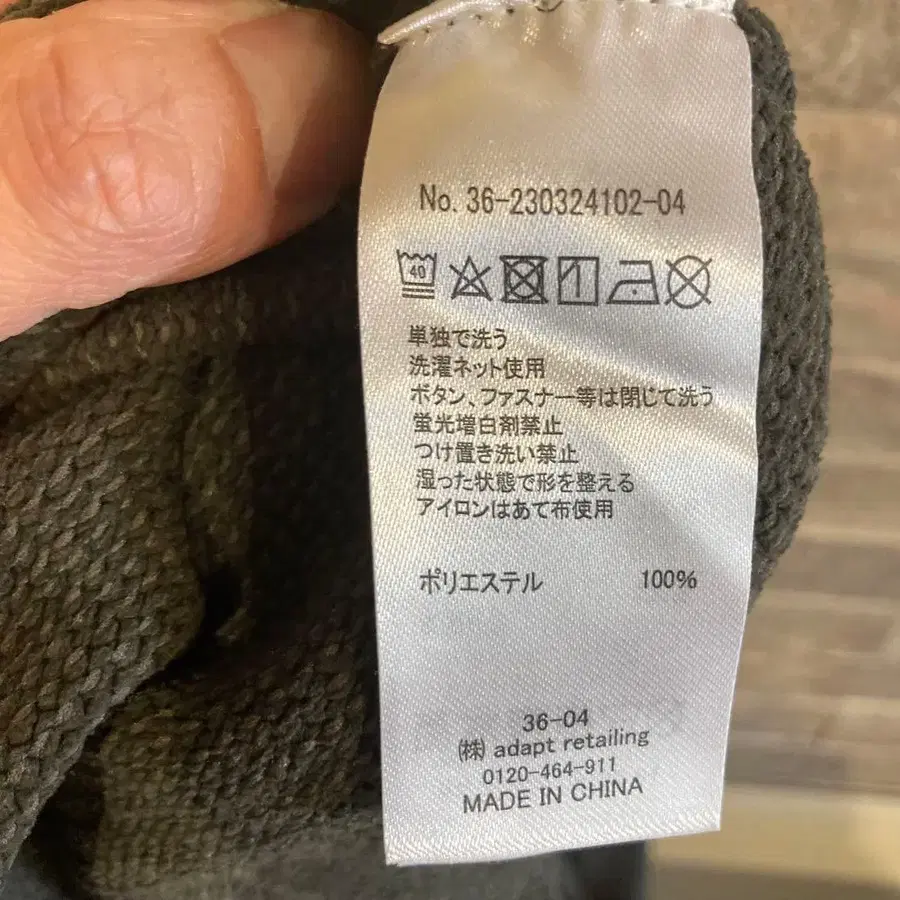 No. 36-230324102-04
40
単独で洗う
洗濯ネット使用
ボタン、ファスナー等は閉じて洗う
蛍光増白剤禁止
つけ置き洗い禁止
湿った状態で形を整える
アイロンはあて布使用
ポリエステル 100%
36-04
(株) adapt retailing
0120-464-911
MADE IN CHINA